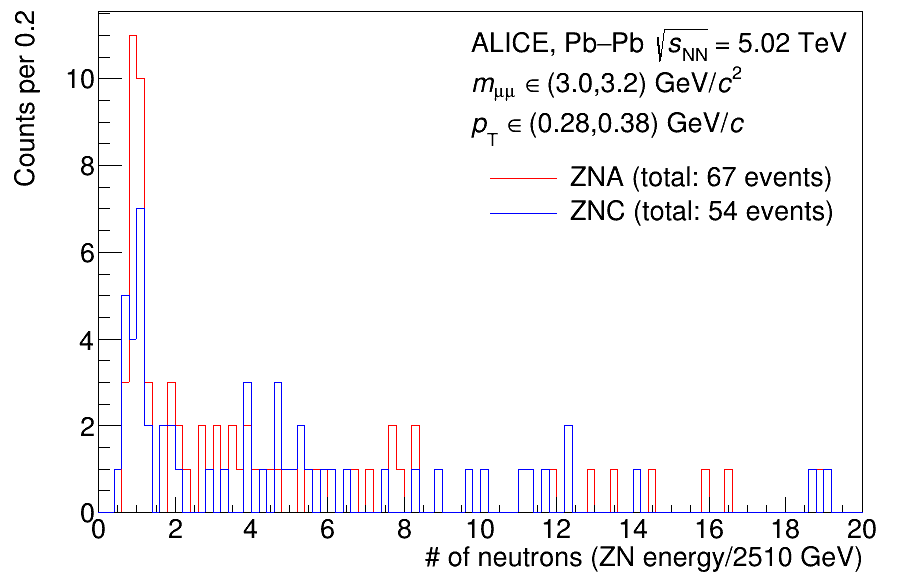 Counts per 0.2
ALICE, Pb–Pb √sNN = 5.02 TeV
mμμ ∈ (3.0,3.2) GeV/c²
pT ∈ (0.28,0.38) GeV/c
ZNA (total: 67 events)
ZNC (total: 54 events)
10
8
6
4
2
0
0 2 4 6 8 10 12 14 16 18 20
# of neutrons (ZN energy/2510 GeV)